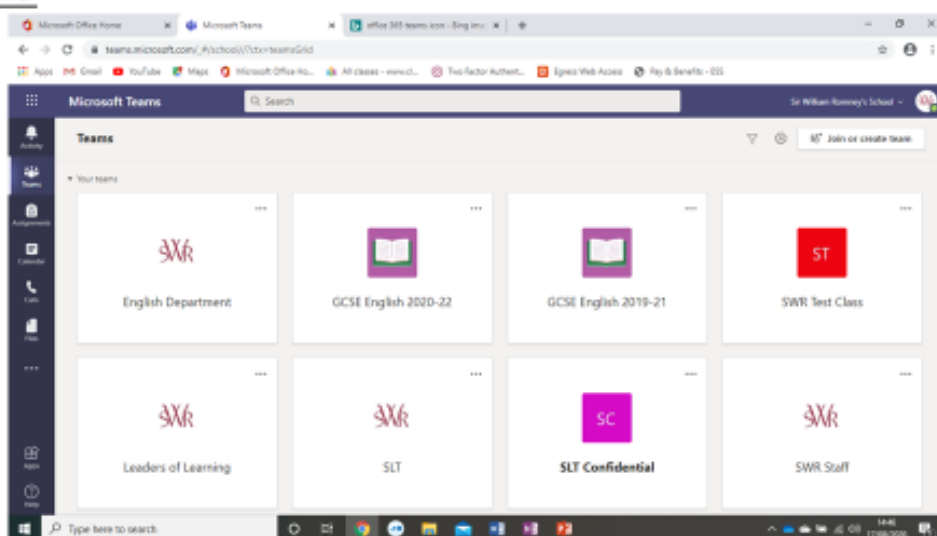 Microsoft Office Home
Microsoft Teams
office 365 teams icon - Bing im
teams.microsoft.com/_#/school//?ctx=teamsGrid
Apps
Gmail
YouTube
Maps
Microsoft Office Ho...
All classes - www.cl...
Two Factor Authent...
Egress Web Access
Pay & Benefits - ESS
Microsoft Teams
Search
Sir William Romney's School
Activity
Teams
Assignments
Calendar
Calls
Files
Apps
Help
Teams
Join or create team
Your teams
English Department
GCSE English 2020-22
GCSE English 2019-21
ST
SWR Test Class
Leaders of Learning
SLT
SC
SLT Confidential
SWR Staff
Type here to search
14:46